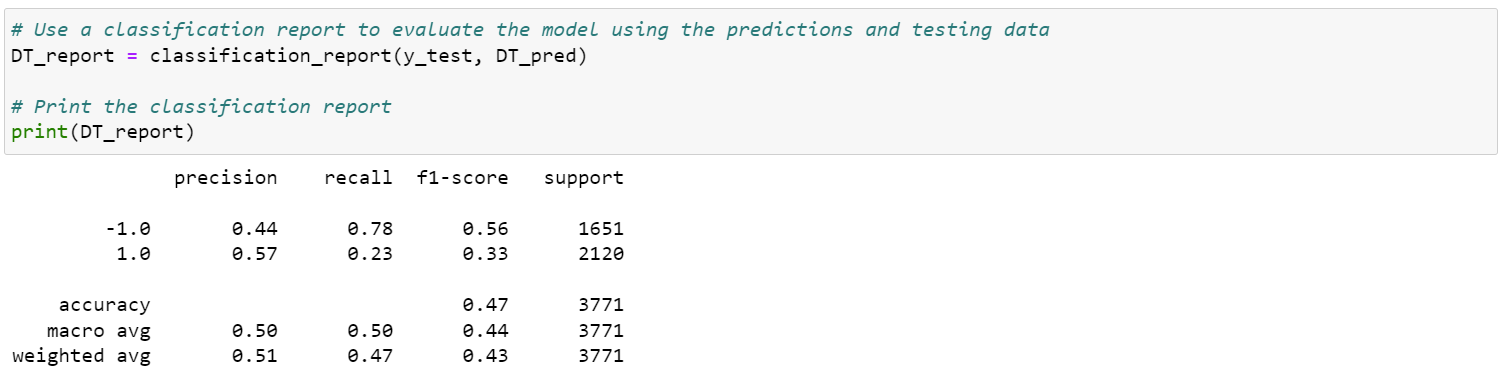 # Use a classification report to evaluate the model using the predictions and testing data
DT_report = classification_report(y_test, DT_pred)
# Print the classification report
print(DT_report)
precision recall f1-score support
-1.0 0.44 0.78 0.56 1651
1.0 0.57 0.23 0.33 2120
accuracy 0.47 3771
macro avg 0.50 0.50 0.44 3771
weighted avg 0.51 0.47 0.43 3771